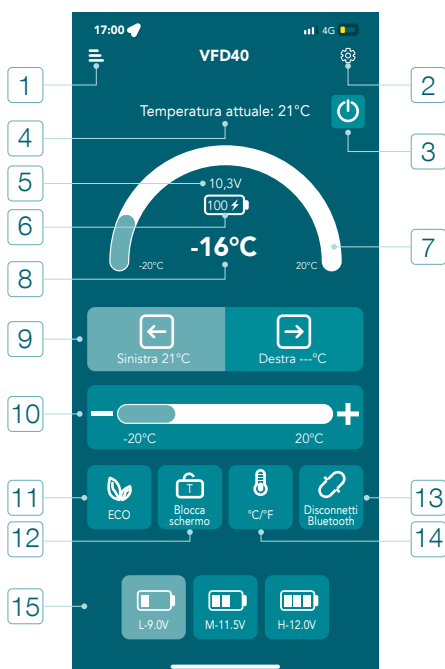 17:00
4G
VFD40
1
2
Temperatura attuale: 21°C
4
3
5
10,3V
6
100
7
-16°C
8
-20°C
20°C
9
Sinistra 21°C
Destra ---°C
10
-20°C
20°C
11
ECO
T
Blocca
schermo
°C/°F
Disconnetti
Bluetooth
13
12
14
15
L-9.0V
M-11.5V
H-12.0V